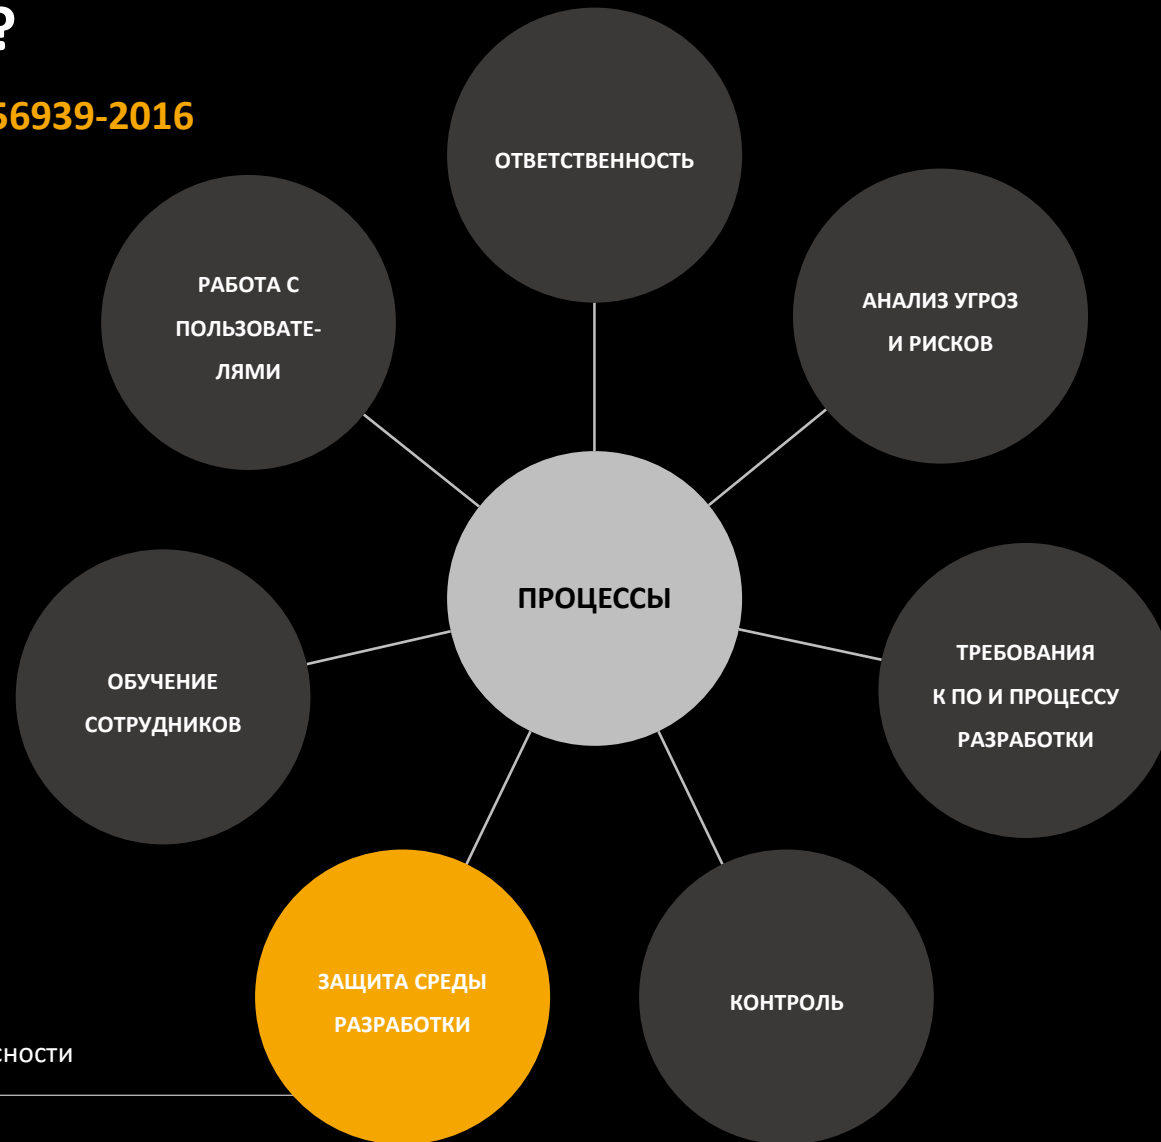 ?
56939-2016
ОТВЕТСТВЕННОСТЬ
РАБОТА С
ПОЛЬЗОВАТЕ-
ЛЯМИ
АНАЛИЗ УГРОЗ
И РИСКОВ
ПРОЦЕССЫ
ОБУЧЕНИЕ
СОТРУДНИКОВ
ТРЕБОВАНИЯ
К ПО И ПРОЦЕССУ
РАЗРАБОТКИ
ЗАЩИТА СРЕДЫ
РАЗРАБОТКИ
КОНТРОЛЬ